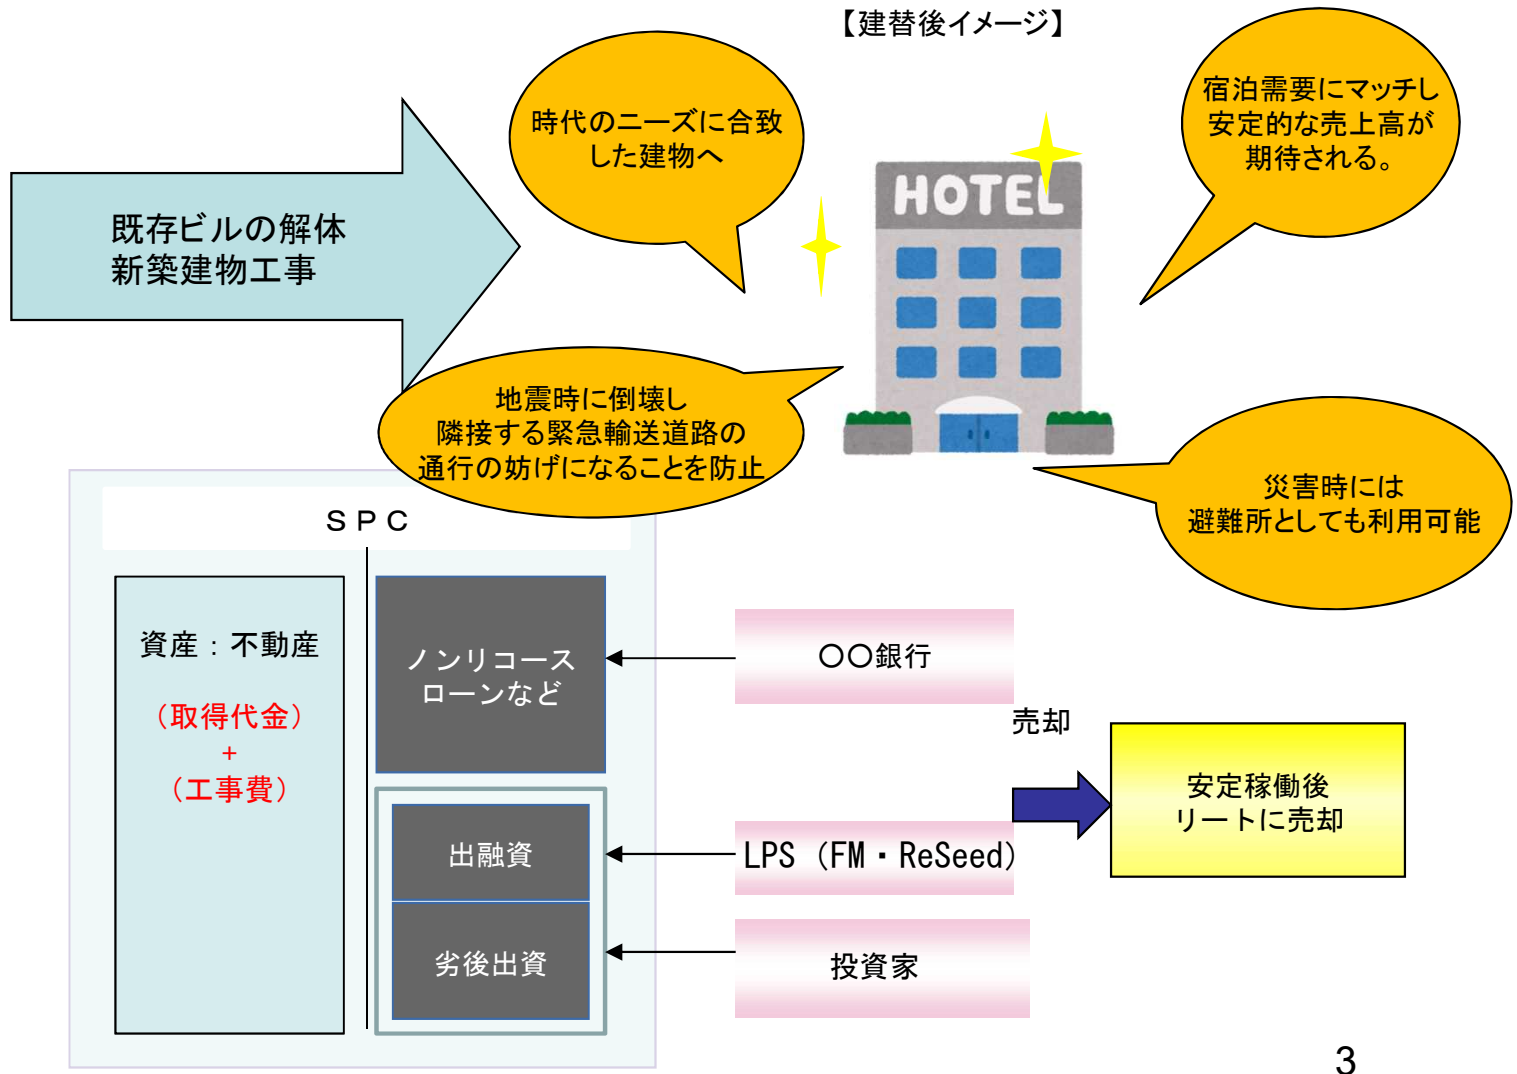 【建替後イメージ】
時代のニーズに合致
した建物へ
宿泊需要にマッチし
安定的な売上高が
期待される。
HOTEL
既存ビルの解体
新築建物工事
地震時に倒壊し
隣接する緊急輸送道路の
通行の妨げになることを防止
災害時には
避難所としても利用可能
ＳＰＣ
資産：不動産
（取得代金）
+
（工事費）
ノンリコース
ローンなど
出融資
劣後出資
〇〇銀行
LPS（FM・ReSeed）
投資家
売却
安定稼働後
リートに売却
3